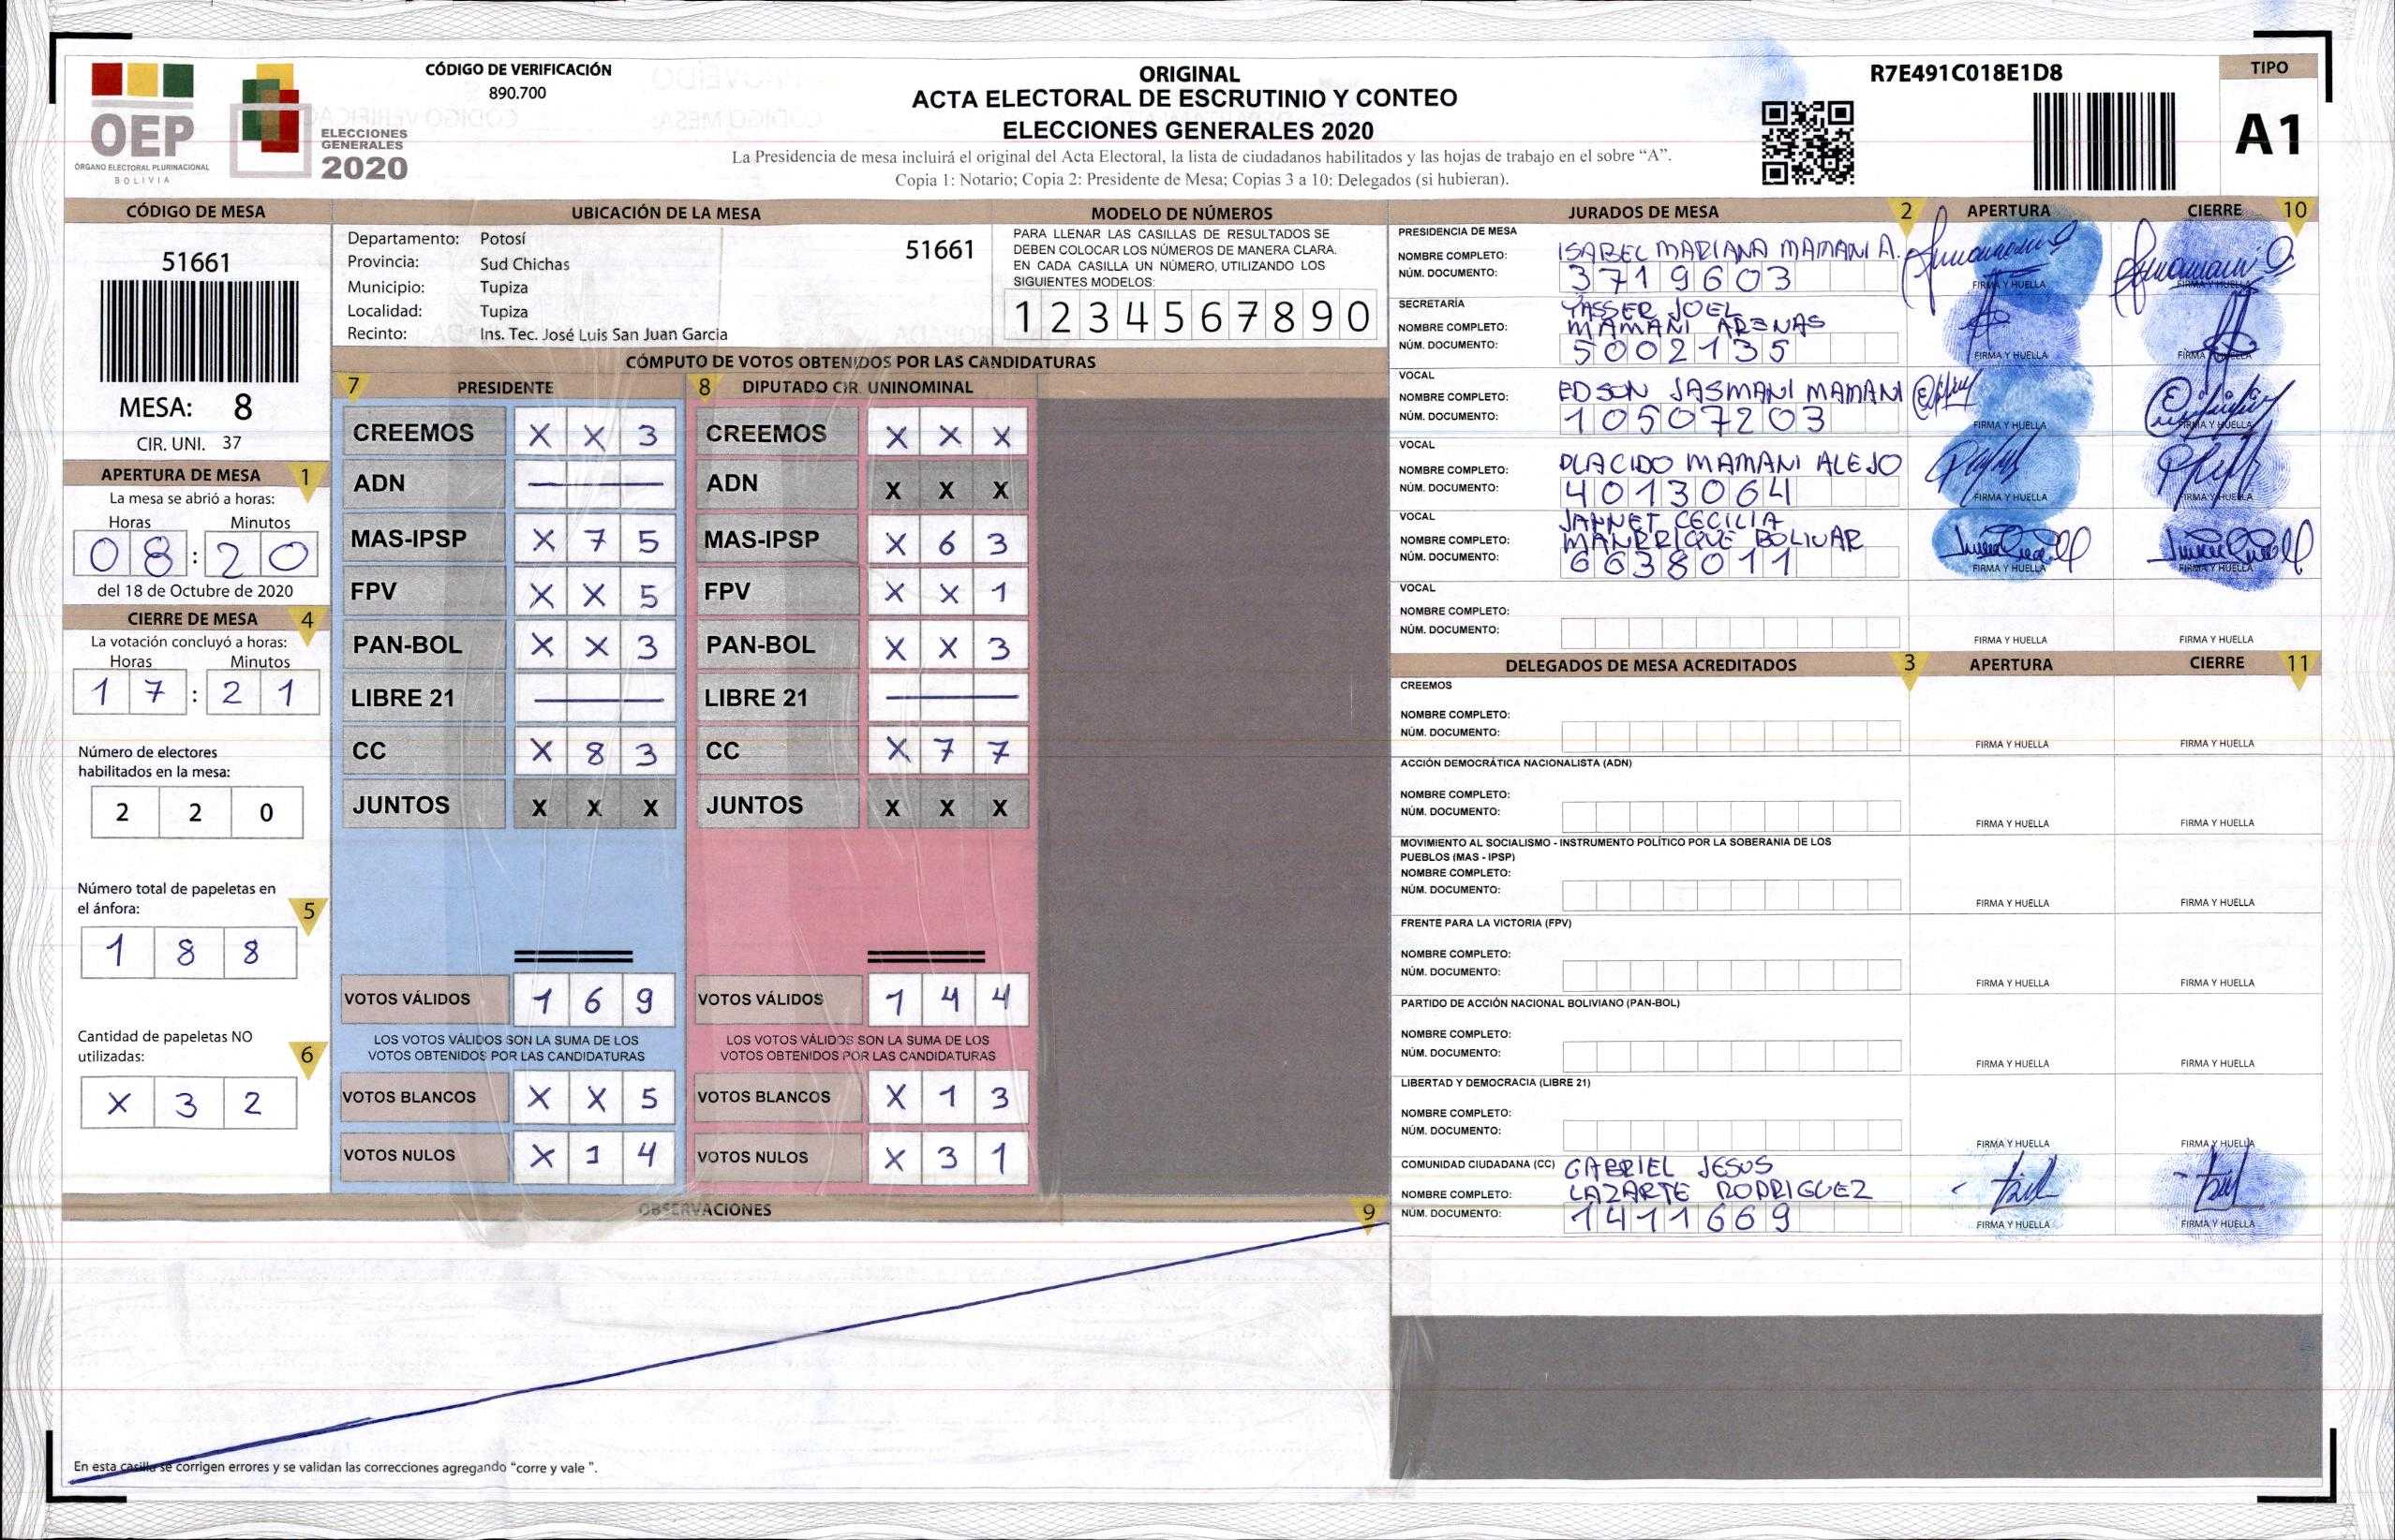 OEP
ÓRGANO ELECTORAL PLURINACIONAL
BOLIVIA
ELECCIONES
GENERALES
2020
CÓDIGO DE VERIFICACIÓN
890.700
ORIGINAL
ACTA ELECTORAL DE ESCRUTINIO Y CONTEO
ELECCIONES GENERALES 2020
La Presidencia de mesa incluirá el original del Acta Electoral, la lista de ciudadanos habilitados y las hojas de trabajo en el sobre “A”.
Copia 1: Notario; Copia 2: Presidente de Mesa; Copias 3 a 10: Delegados (si hubieran).
R7E491C018E1D8
TIPO
A1
CÓDIGO DE MESA
51661
MESA: 8
CIR. UNI. 37
APERTURA DE MESA 1
La mesa se abrió a horas:
Horas Minutos
08:20
del 18 de Octubre de 2020
CIERRE DE MESA 4
La votación concluyó a horas:
Horas Minutos
17:21
Número de electores
habilitados en la mesa:
2 2 0
Número total de papeletas en
el ánfora:
5
1 8 8
Cantidad de papeletas NO
utilizadas:
6
X 3 2
UBICACIÓN DE LA MESA
Departamento: Potosí
51661
Provincia: Sud Chichas
Municipio: Tupiza
Localidad: Tupiza
Recinto: Ins. Tec. José Luis San Juan Garcia
MODELO DE NÚMEROS
PARA LLENAR LAS CASILLAS DE RESULTADOS SE
DEBEN COLOCAR LOS NÚMEROS DE MANERA CLARA.
EN CADA CASILLA UN NÚMERO, UTILIZANDO LOS
SIGUIENTES MODELOS:
1 2 3 4 5 6 7 8 9 0
CÓMPUTO DE VOTOS OBTENIDOS POR LAS CANDIDATURAS
7 PRESIDENTE 8 DIPUTADO CIR. UNINOMINAL
CREEMOS X X 3 CREEMOS X X X
ADN ADN X X X
MAS-IPSP X 7 5 MAS-IPSP X 6 3
FPV X X 5 FPV X X 1
PAN-BOL X X 3 PAN-BOL X X 3
LIBRE 21 LIBRE 21
CC X 8 3 CC X 7 7
JUNTOS X X X JUNTOS X X X
VOTOS VÁLIDOS 1 6 9 VOTOS VÁLIDOS 1 4 4
LOS VOTOS VÁLIDOS SON LA SUMA DE LOS LOS VOTOS VÁLIDOS SON LA SUMA DE LOS
VOTOS OBTENIDOS POR LAS CANDIDATURAS VOTOS OBTENIDOS POR LAS CANDIDATURAS
VOTOS BLANCOS X X 5 VOTOS BLANCOS X 1 3
VOTOS NULOS X 1 4 VOTOS NULOS X 3 1
OBSERVACIONES 9
En esta casilla se corrigen errores y se validan las correcciones agregando “corre y vale ”.
JURADOS DE MESA 2 APERTURA CIERRE 10
PRESIDENCIA DE MESA
NOMBRE COMPLETO: ISABEL MARIANA MAMANI A.
NÚM. DOCUMENTO: 3719603
FIRMA Y HUELLA FIRMA Y HUELLA
SECRETARÍA YASSER JOEL
NOMBRE COMPLETO: MAMANI ARENAS
NÚM. DOCUMENTO: 5002135
FIRMA Y HUELLA FIRMA Y HUELLA
VOCAL
NOMBRE COMPLETO: EDSON JASMANI MAMANI
NÚM. DOCUMENTO: 10507203
FIRMA Y HUELLA FIRMA Y HUELLA
VOCAL
NOMBRE COMPLETO: PLACIDO MAMANI ALEJO
NÚM. DOCUMENTO: 4013064
FIRMA Y HUELLA FIRMA Y HUELLA
VOCAL JANNET CECILIA
NOMBRE COMPLETO: MANRRIQUE BOLIVAR
NÚM. DOCUMENTO: 6638011
FIRMA Y HUELLA FIRMA Y HUELLA
VOCAL
NOMBRE COMPLETO:
NÚM. DOCUMENTO:
FIRMA Y HUELLA FIRMA Y HUELLA
DELEGADOS DE MESA ACREDITADOS 3 APERTURA CIERRE 11
CREEMOS
NOMBRE COMPLETO:
NÚM. DOCUMENTO:
FIRMA Y HUELLA FIRMA Y HUELLA
ACCIÓN DEMOCRÁTICA NACIONALISTA (ADN)
NOMBRE COMPLETO:
NÚM. DOCUMENTO:
FIRMA Y HUELLA FIRMA Y HUELLA
MOVIMIENTO AL SOCIALISMO - INSTRUMENTO POLÍTICO POR LA SOBERANIA DE LOS
PUEBLOS (MAS - IPSP)
NOMBRE COMPLETO:
NÚM. DOCUMENTO:
FIRMA Y HUELLA FIRMA Y HUELLA
FRENTE PARA LA VICTORIA (FPV)
NOMBRE COMPLETO:
NÚM. DOCUMENTO:
FIRMA Y HUELLA FIRMA Y HUELLA
PARTIDO DE ACCIÓN NACIONAL BOLIVIANO (PAN-BOL)
NOMBRE COMPLETO:
NÚM. DOCUMENTO:
FIRMA Y HUELLA FIRMA Y HUELLA
LIBERTAD Y DEMOCRACIA (LIBRE 21)
NOMBRE COMPLETO:
NÚM. DOCUMENTO:
FIRMA Y HUELLA FIRMA Y HUELLA
COMUNIDAD CIUDADANA (CC) GABRIEL JESUS
NOMBRE COMPLETO: LAZARTE RODRIGUEZ
NÚM. DOCUMENTO: 1411669
FIRMA Y HUELLA FIRMA Y HUELLA